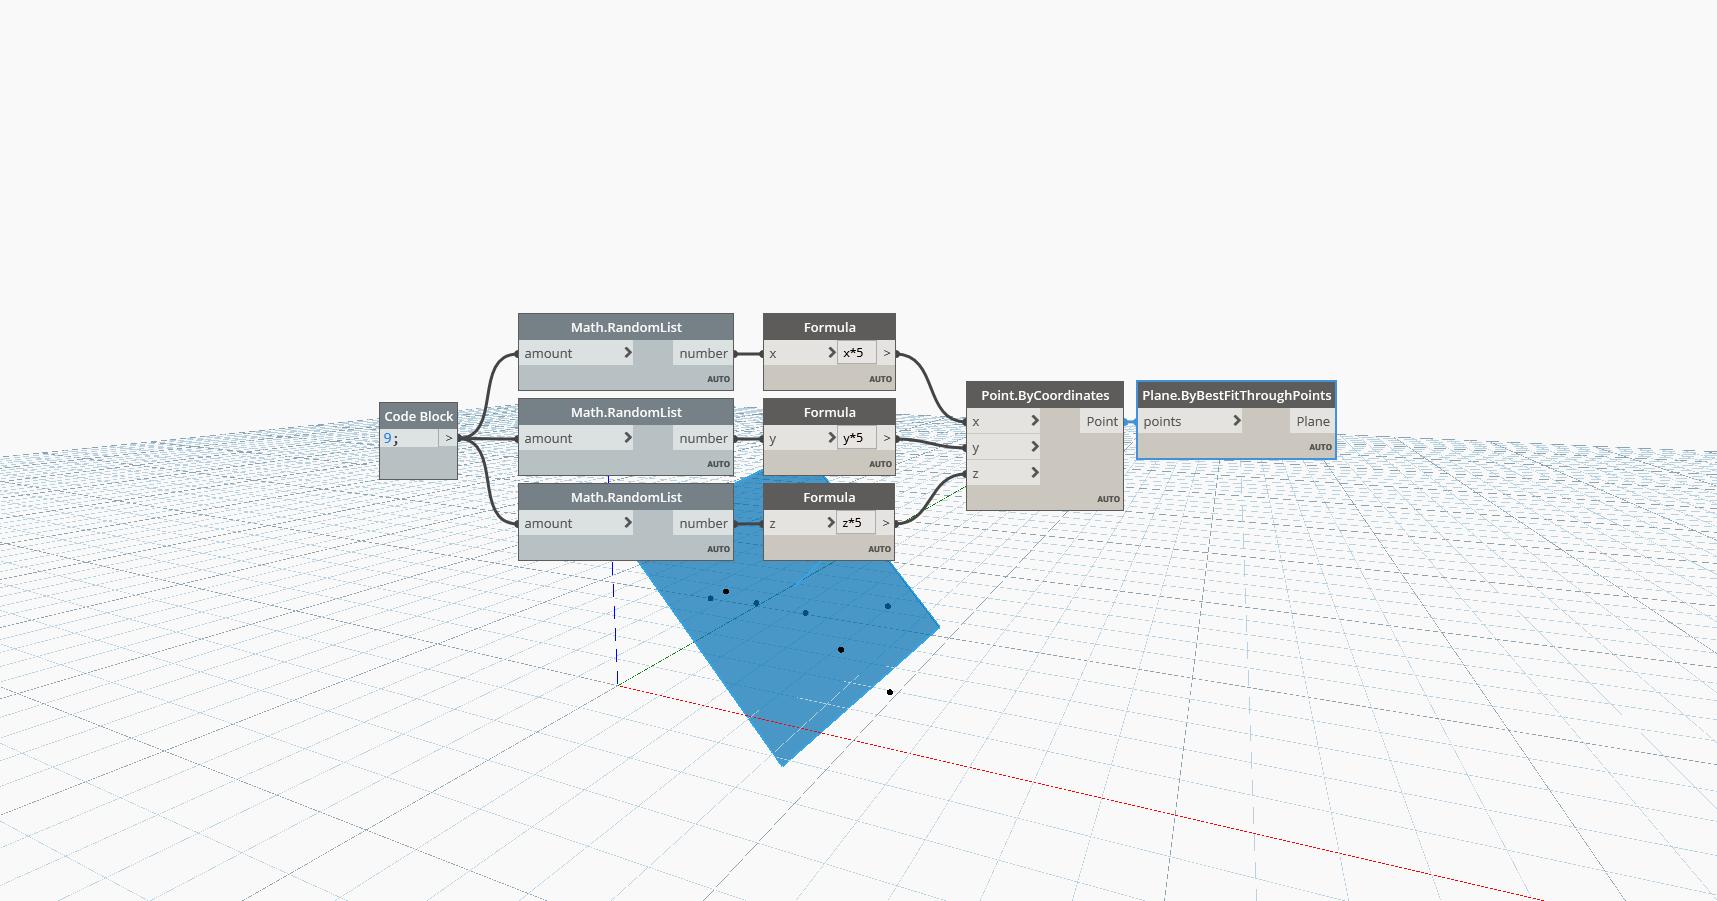 Code Block
9;
>
Math.RandomList
amount
>
number
AUTO
Math.RandomList
amount
>
number
AUTO
Math.RandomList
amount
>
number
AUTO
Formula
x
>
x*5
>
AUTO
Formula
y
>
y*5
>
AUTO
Formula
z
>
z*5
>
AUTO
Point.ByCoordinates
x
>
Point
y
>
z
>
AUTO
Plane.ByBestFitThroughPoints
points
>
Plane
AUTO